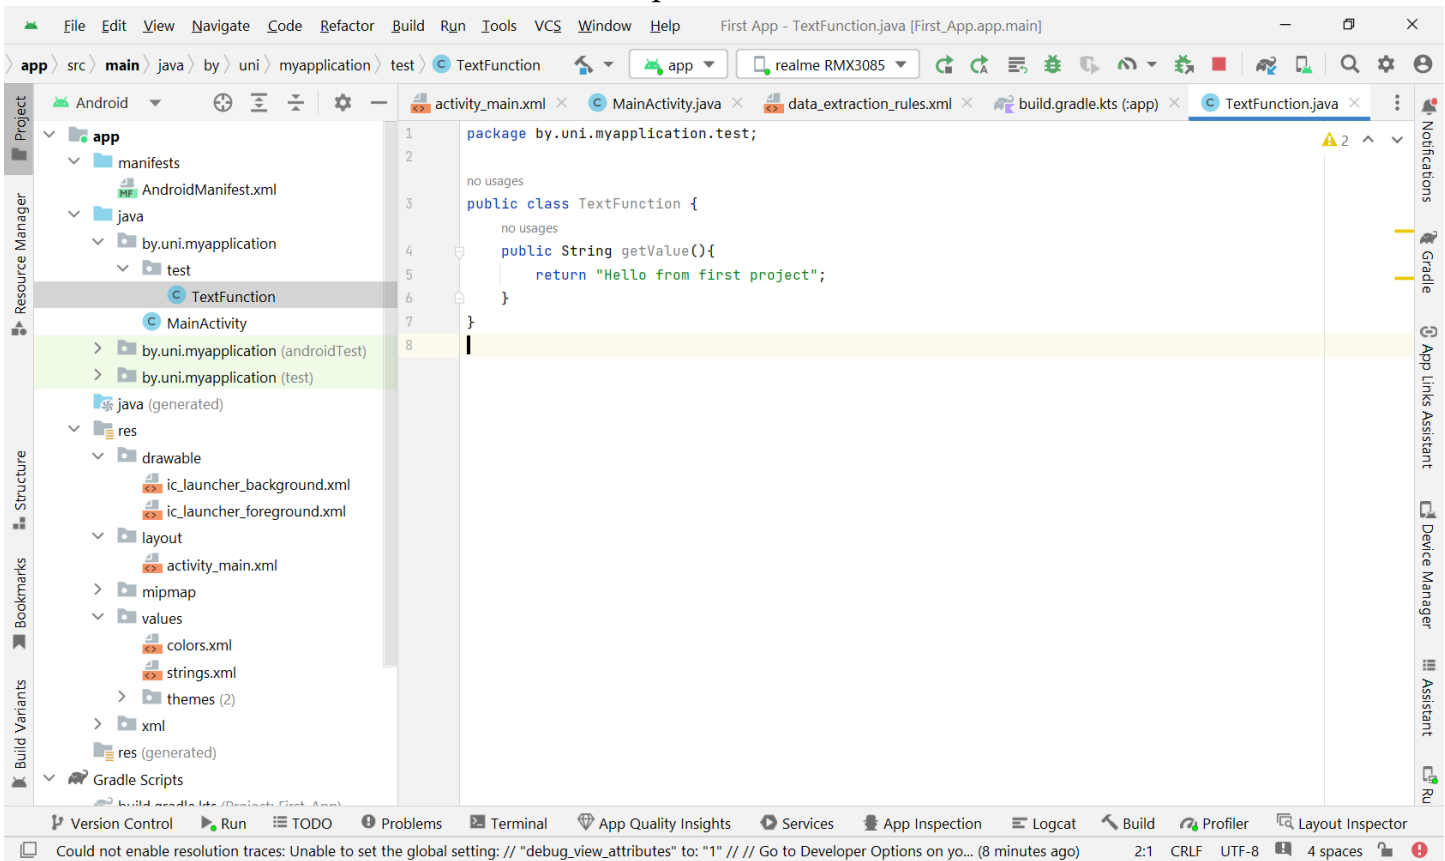 File Edit View Navigate Code Refactor Build Run Tools VCS Window Help First App - TextFunction.java [First_App.app.main]
app src main java by uni myapplication test TextFunction app realme RMX3085
Android
activity_main.xml MainActivity.java data_extraction_rules.xml build.gradle.kts (:app) TextFunction.java
Project
Resource Manager
Structure
Bookmarks
Build Variants
app
manifests
AndroidManifest.xml
java
by.uni.myapplication
test
TextFunction
MainActivity
by.uni.myapplication (androidTest)
by.uni.myapplication (test)
java (generated)
res
drawable
ic_launcher_background.xml
ic_launcher_foreground.xml
layout
activity_main.xml
mipmap
values
colors.xml
strings.xml
themes (2)
xml
res (generated)
Gradle Scripts
build.gradle.kts (Project: First_App)
1 package by.uni.myapplication.test;
2
no usages
3 public class TextFunction {
no usages
4 public String getValue(){
5 return "Hello from first project";
6 }
7 }
8
2
Notifications
Gradle
App Links Assistant
Device Manager
Assistant
Ru
Version Control Run TODO Problems Terminal App Quality Insights Services App Inspection Logcat Build Profiler Layout Inspector
Could not enable resolution traces: Unable to set the global setting: // "debug_view_attributes" to: "1" // // Go to Developer Options on yo... (8 minutes ago) 2:1 CRLF UTF-8 4 spaces